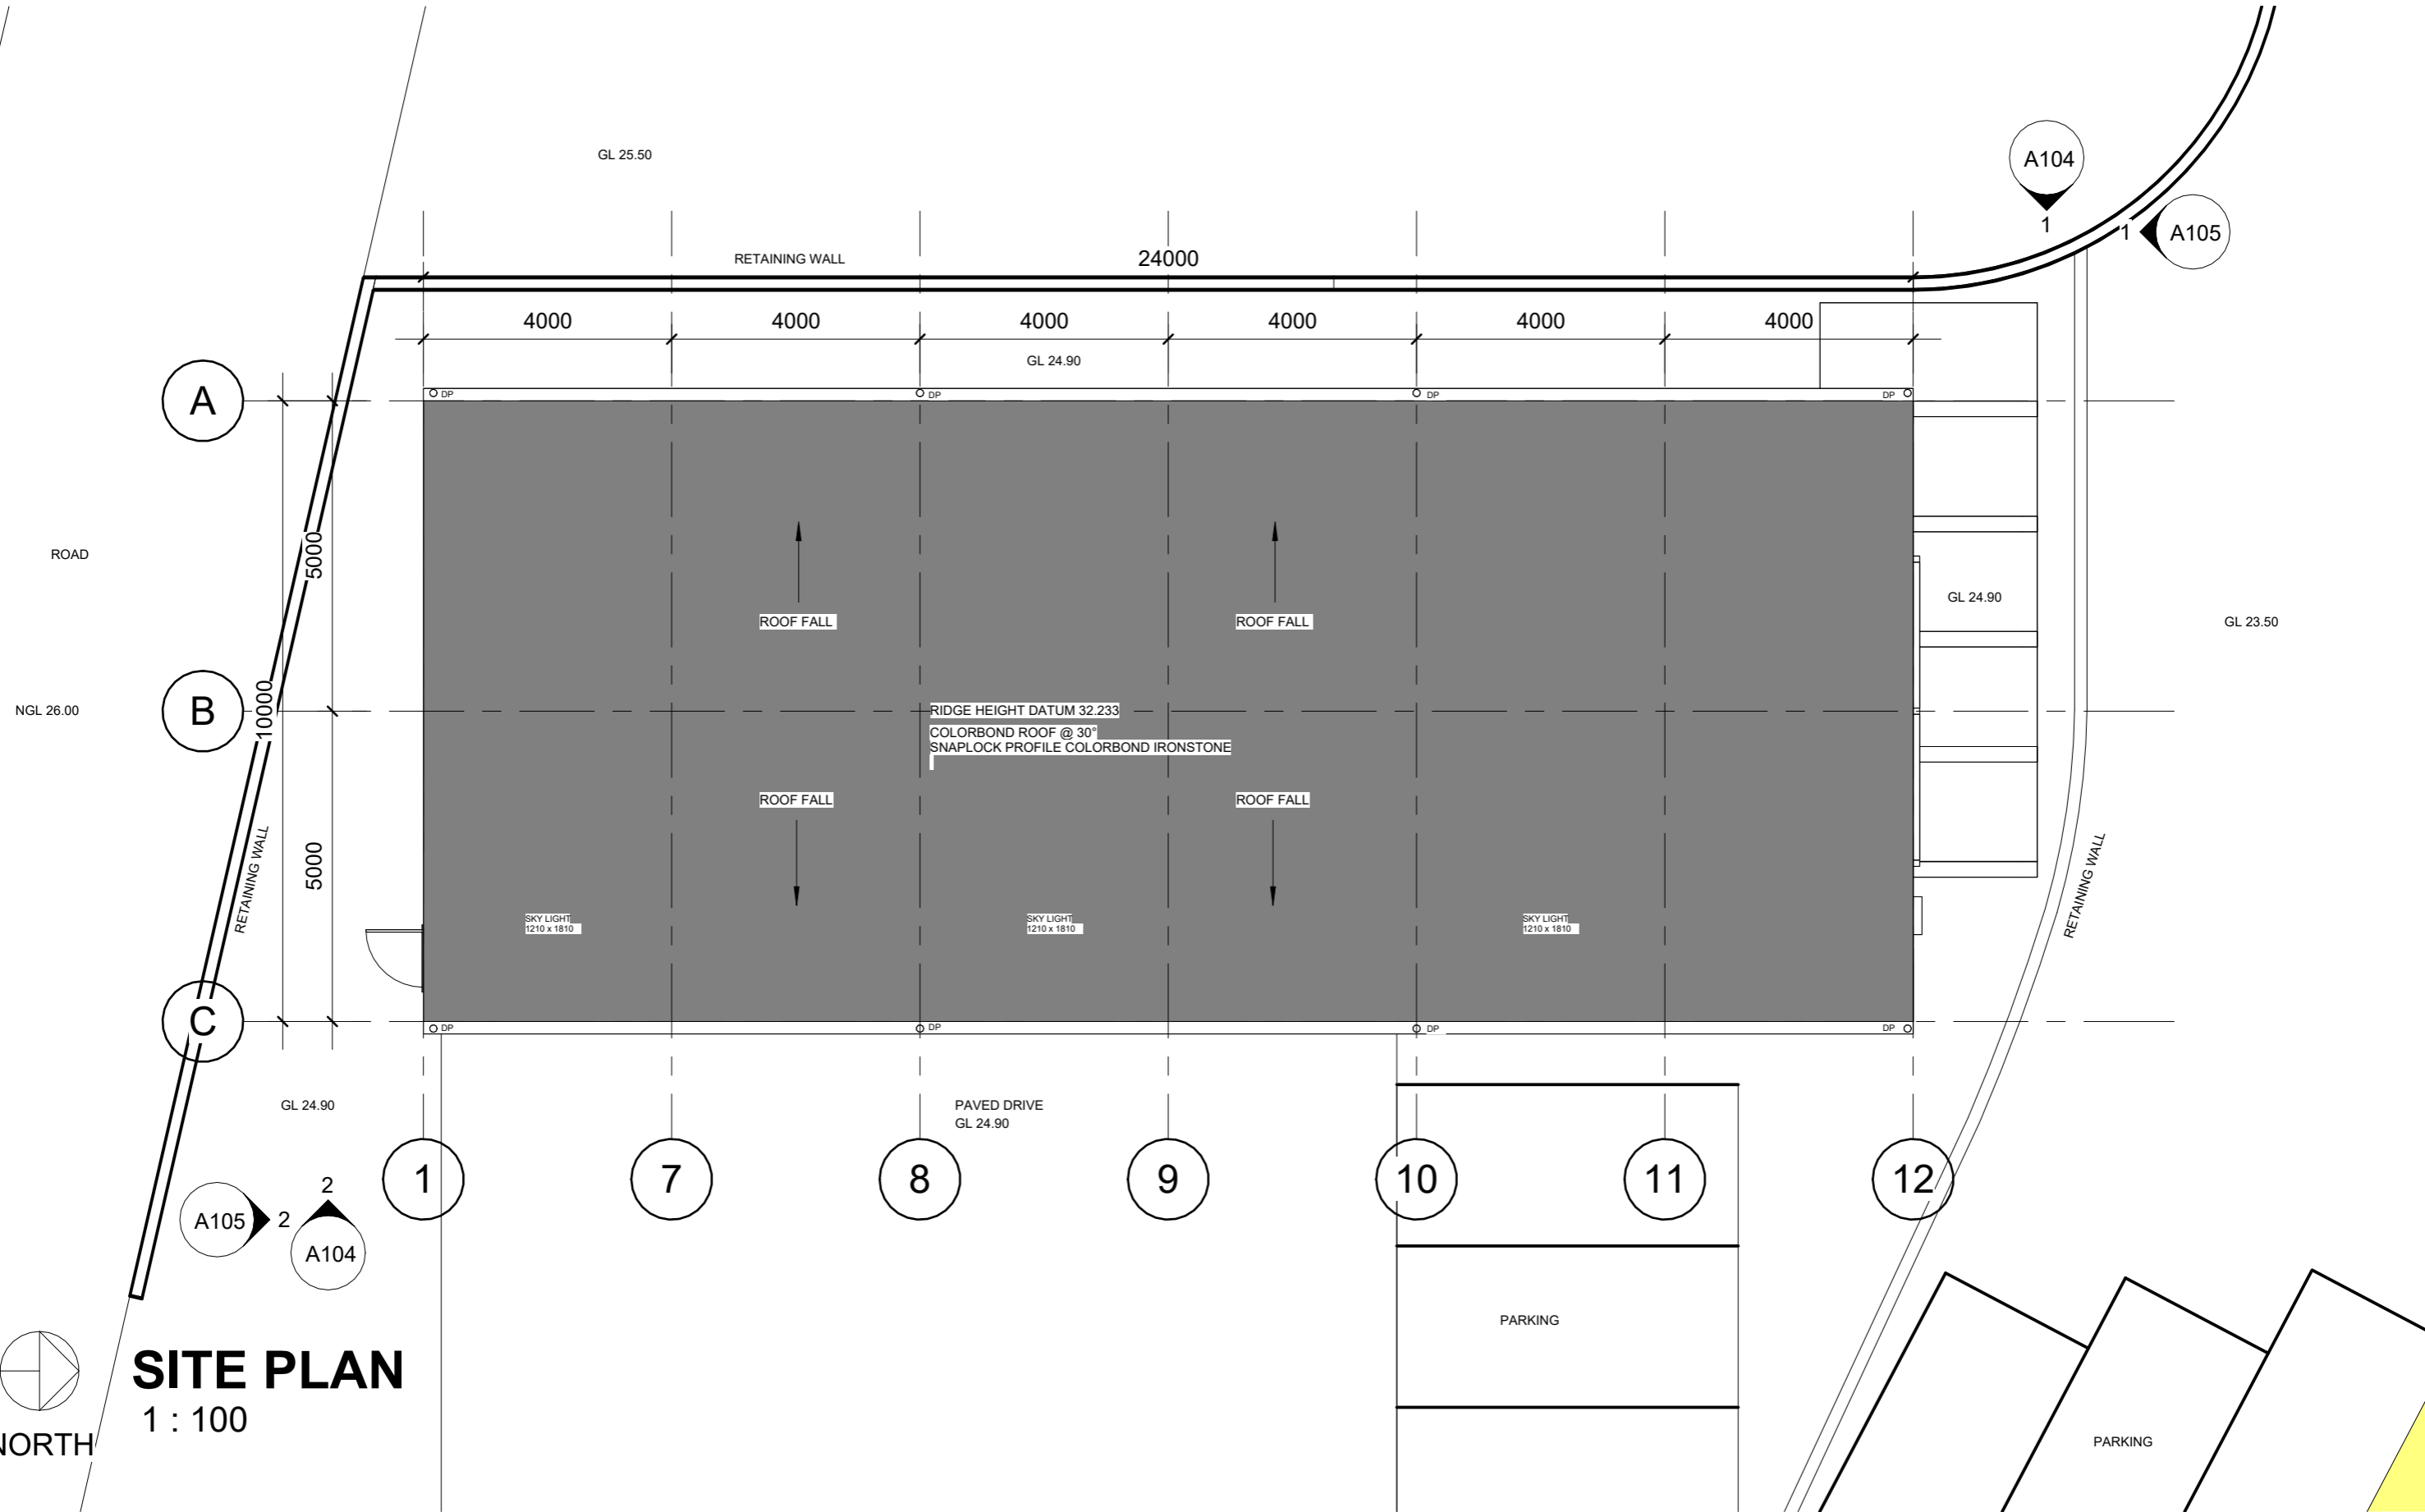 GL 25.50
A104
1
1
A105
RETAINING WALL
24000
4000
4000
4000
4000
4000
4000
GL 24.90
A
DP
DP
DP
DP
ROAD
5000
GL 24.90
GL 23.50
ROOF FALL
ROOF FALL
NGL 26.00
B
10000
RIDGE HEIGHT DATUM 32.233
COLORBOND ROOF @ 30°
SNAPLOCK PROFILE COLORBOND IRONSTONE
ROOF FALL
ROOF FALL
RETAINING WALL
5000
RETAINING WALL
SKY LIGHT
1210 x 1810
SKY LIGHT
1210 x 1810
SKY LIGHT
1210 x 1810
C
DP
DP
DP
DP
GL 24.90
PAVED DRIVE
GL 24.90
1
7
8
9
10
11
12
A105
2
2
A104
PARKING
SITE PLAN
1 : 100
NORTH
PARKING